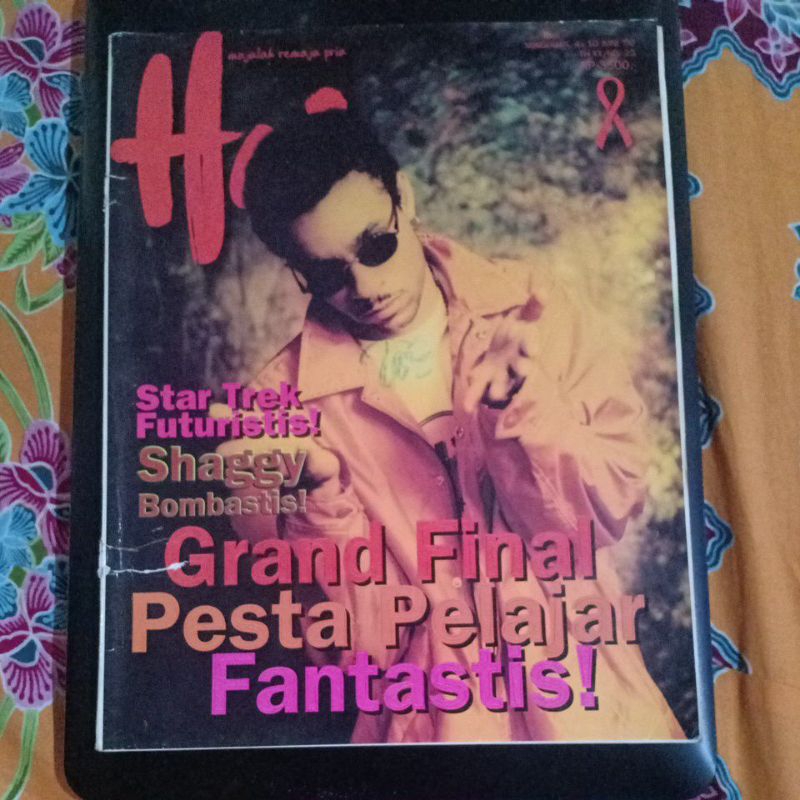 Hai
majalah remaja pria
Star Trek
Futuristis!
Shaggy
Bombastis!
Grand Final
Pesta Pelajar
Fantastis!